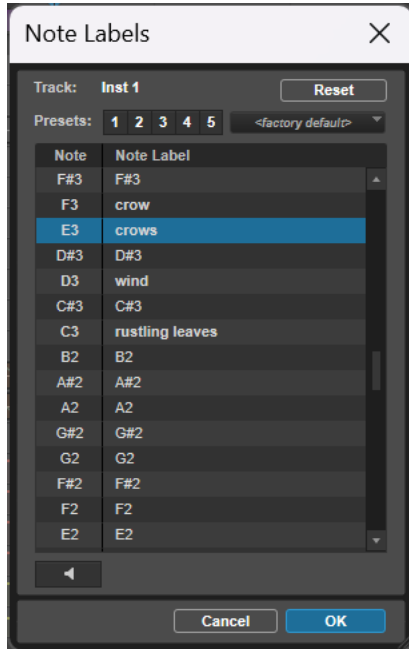 Note Labels
Track: Inst 1 Reset
Presets: 1 2 3 4 5 <factory default>
Note Note Label
F#3 F#3
F3 crow
E3 crows
D#3 D#3
D3 wind
C#3 C#3
C3 rustling leaves
B2 B2
A#2 A#2
A2 A2
G#2 G#2
G2 G2
F#2 F#2
F2 F2
E2 E2
Cancel OK